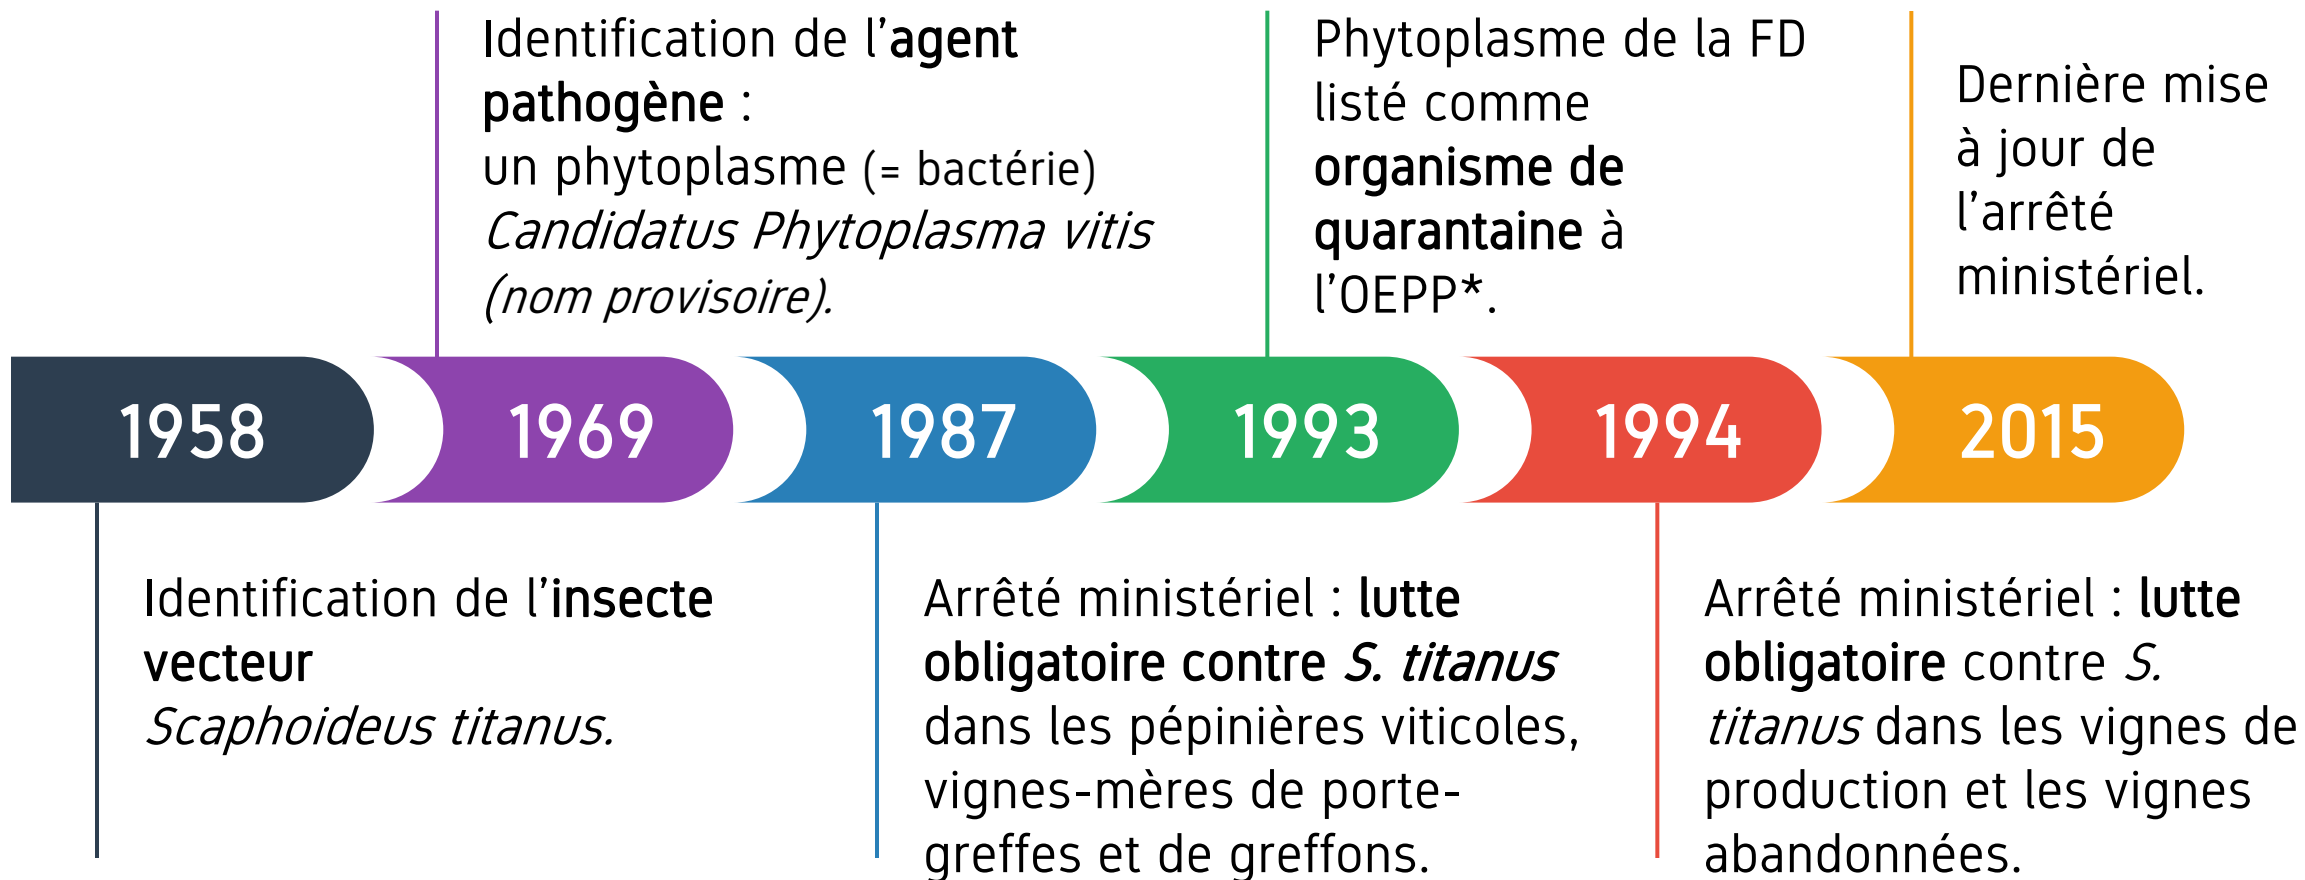 Identification de l’agent
pathogène :
un phytoplasme (= bactérie)
Candidatus Phytoplasma vitis
(nom provisoire).
Phytoplasme de la FD
listé comme
organisme de
quarantaine à
l’OEPP*.
Dernière mise
à jour de
l’arrêté
ministériel.
1958
1969
1987
1993
1994
2015
Identification de l’insecte
vecteur
Scaphoideus titanus.
Arrêté ministériel : lutte
obligatoire contre S. titanus
dans les pépinières viticoles,
vignes-mères de porte-
greffes et de greffons.
Arrêté ministériel : lutte
obligatoire contre S.
titanus dans les vignes de
production et les vignes
abandonnées.